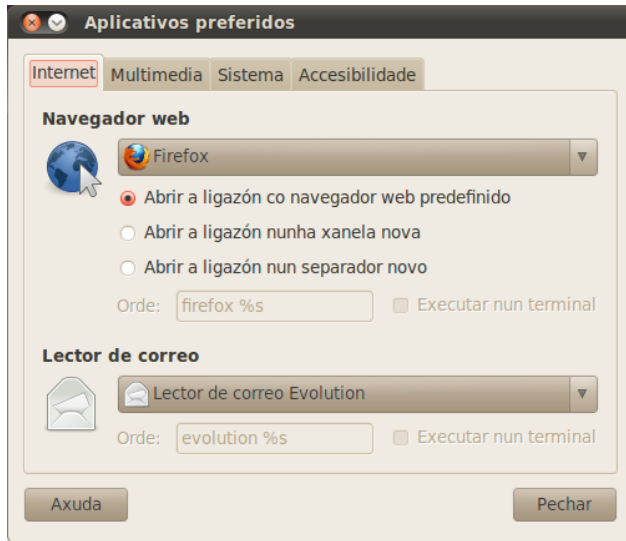 Aplicativos preferidos
Internet Multimedia Sistema Accesibilidade
Navegador web
Firefox
Abrir a ligazón co navegador web predefinido
Abrir a ligazón nunha xanela nova
Abrir a ligazón nun separador novo
Orde: firefox %s Executar nun terminal
Lector de correo
Lector de correo Evolution
Orde: evolution %s Executar nun terminal
Axuda Pechar